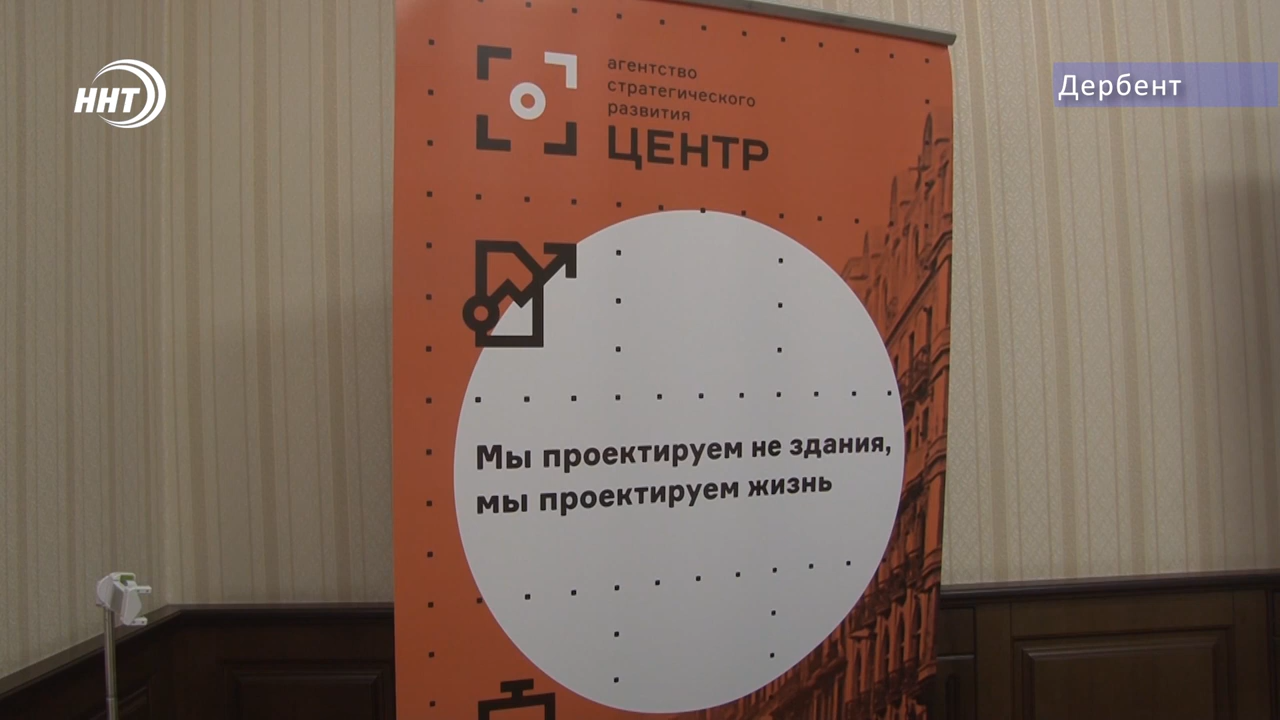 ННТ
Дербент
агентство
стратегического
развития
ЦЕНТР
Мы проектируем не здания,
мы проектируем жизнь